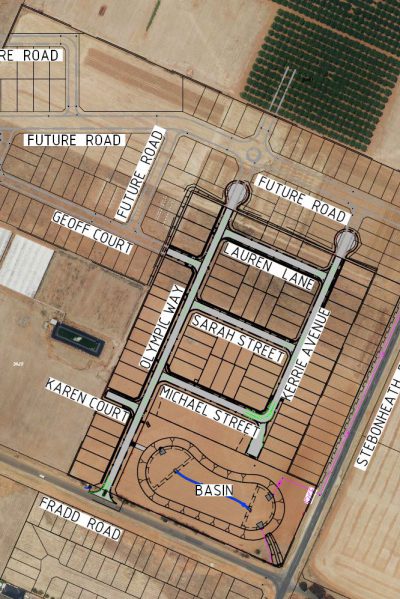 RE ROAD
FUTURE ROAD
FUTURE ROAD
FUTURE ROAD
GEOFF COURT
LAUREN LANE
OLYMPIC WAY
SARAH STREET
KERRIE AVENUE
KAREN COURT
MICHAEL STREET
STEBONHEATH R
BASIN
FRADD ROAD